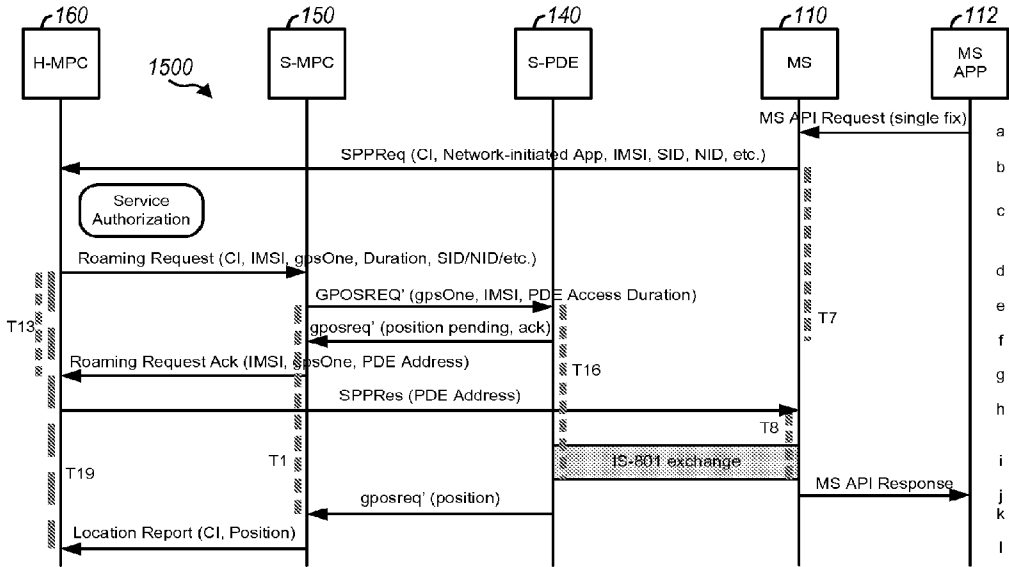 160
150
140
110
112
H-MPC
S-MPC
S-PDE
MS
MS
APP
1500
MS API Request (single fix)
a
SPPReq (CI, Network-initiated App, IMSI, SID, NID, etc.)
b
Service
Authorization
c
Roaming Request (CI, IMSI, gpsOne, Duration, SID/NID/etc.)
d
GPOSREQ' (gpsOne, IMSI, PDE Access Duration)
e
T13
gposreq' (position pending, ack)
T7
f
Roaming Request Ack (IMSI, gpsOne, PDE Address)
T16
g
SPPRes (PDE Address)
h
T8
T19
T1
IS-801 exchange
i
MS API Response
j
gposreq' (position)
k
Location Report (CI, Position)
l